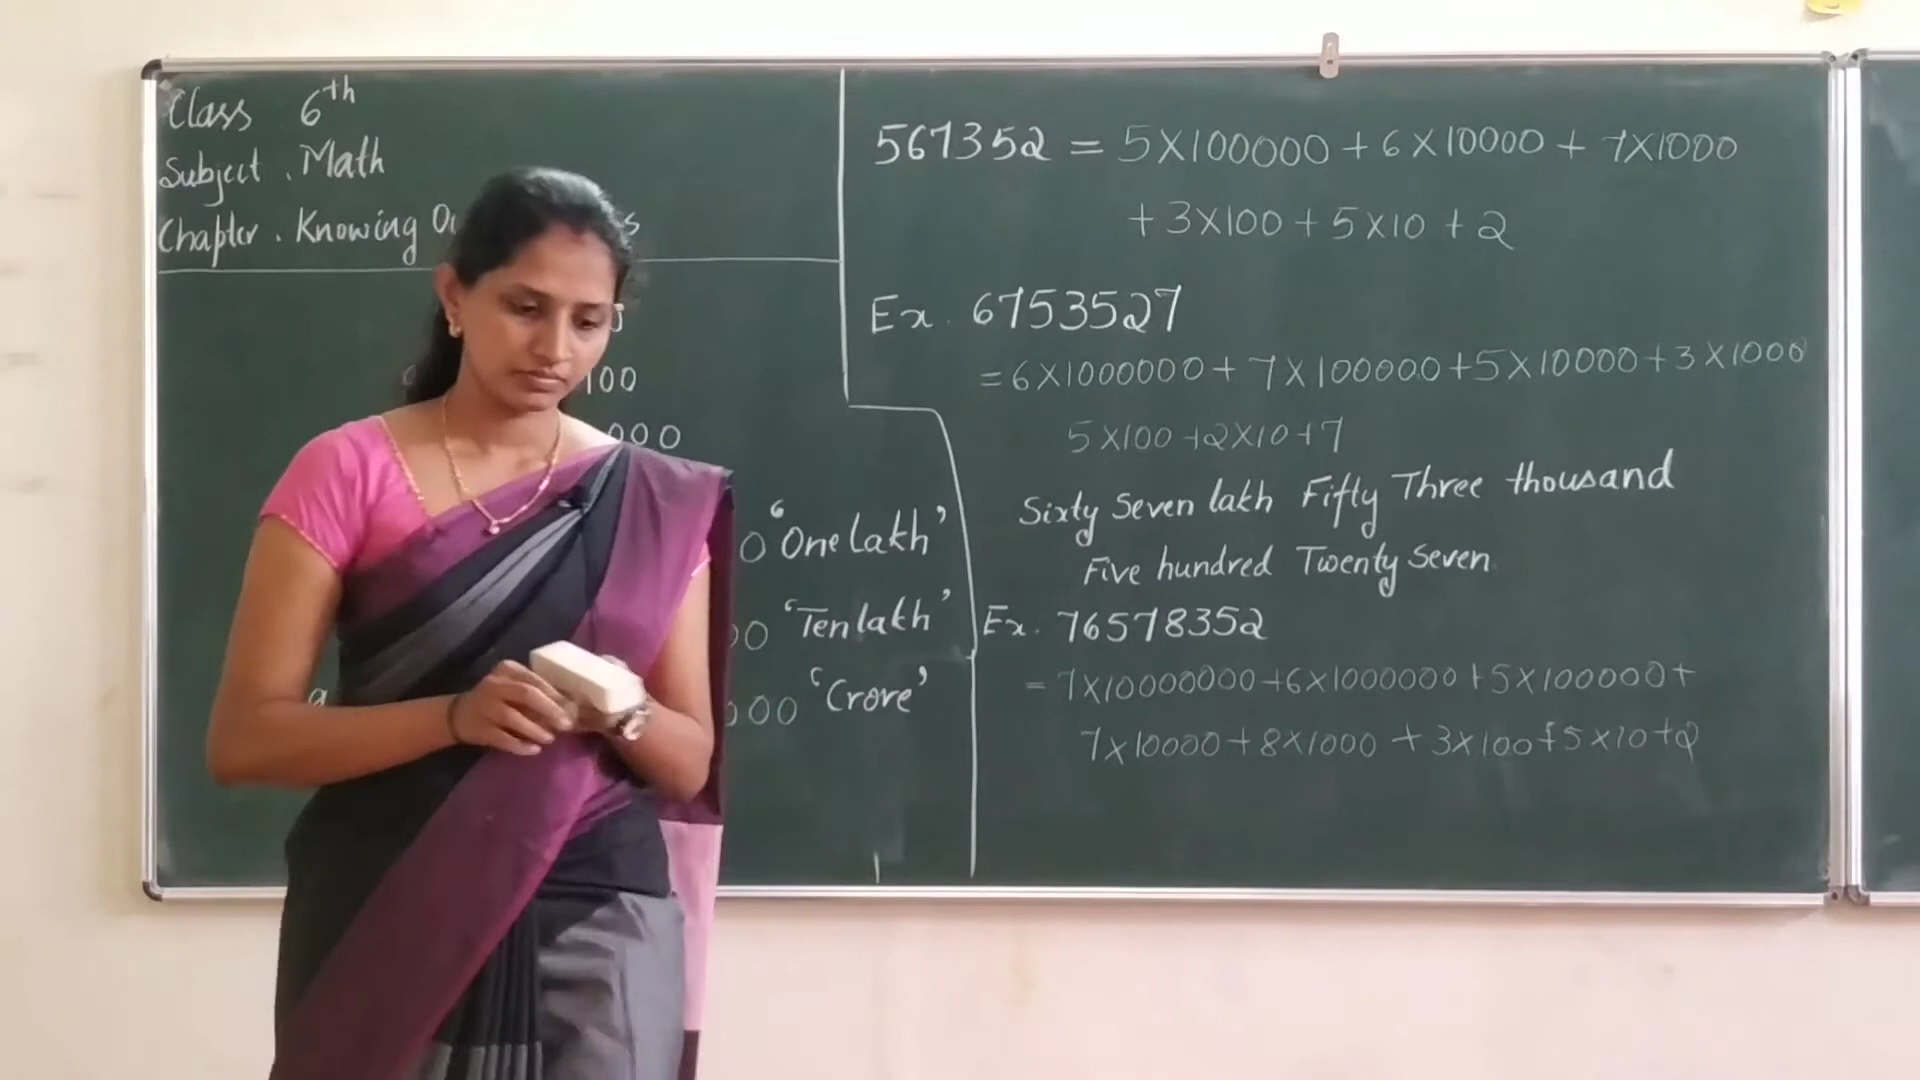 Class 6th
Subject . Math
Chapter . Knowing
100
000
0 "One lakh"
00 'Ten lakh'
000 'Crore'
567352 = 5X100000 + 6X10000 + 7X1000
+ 3X100 + 5X10 + 2
Ex. 6753527
= 6X1000000 + 7X100000 + 5X10000 + 3X1000
5X100 + 2X10 + 7
Sixty Seven lakh Fifty Three thousand
Five hundred Twenty Seven
Ex. 76578352
= 7X10000000 + 6X1000000 + 5X100000 +
7X10000 + 8X1000 + 3X100 + 5X10 + 2